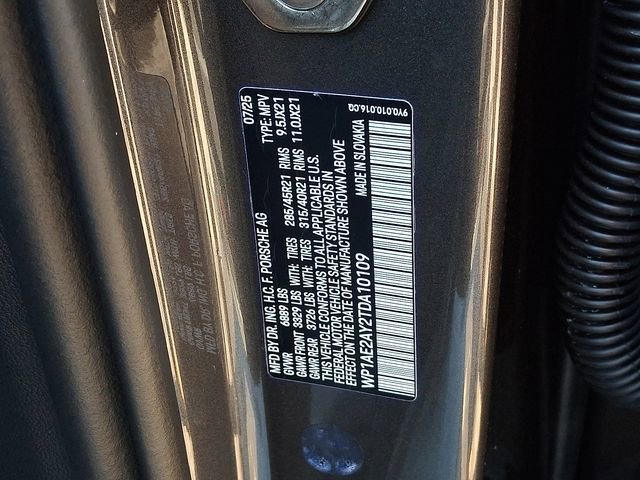 MFD BY DR. ING. H.C. F. PORSCHE AG 07/25
GVWR 6889 LBS TYPE: MPV
GAWR FRONT 3329 LBS WITH: TIRES 285/45R21 RIMS 9.5JX21
GAWR REAR 3726 LBS WITH: TIRES 315/40R21 RIMS 11.0JX21
THIS VEHICLE CONFORMS TO ALL APPLICABLE U.S.
FEDERAL MOTOR VEHICLE SAFETY STANDARDS IN
EFFECT ON THE DATE OF MANUFACTURE SHOWN ABOVE
WP1AE2AY2TDA10109 MADE IN SLOVAKIA
9Y0.010.016.CQ